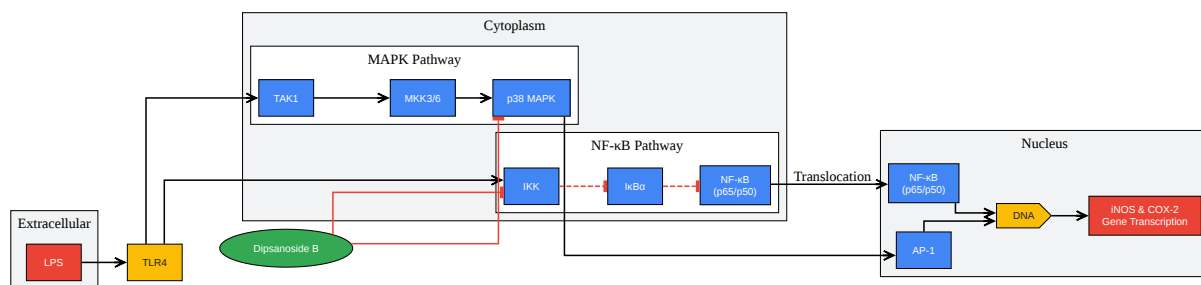 Cytoplasm
MAPK Pathway
TAK1
MKK3/6
p38 MAPK
NF-κB Pathway
IKK
IκBα
NF-κB
(p65/p50)
Translocation
Nucleus
NF-κB
(p65/p50)
DNA
iNOS & COX-2
Gene Transcription
AP-1
Extracellular
LPS
TLR4
Dipsanoside B